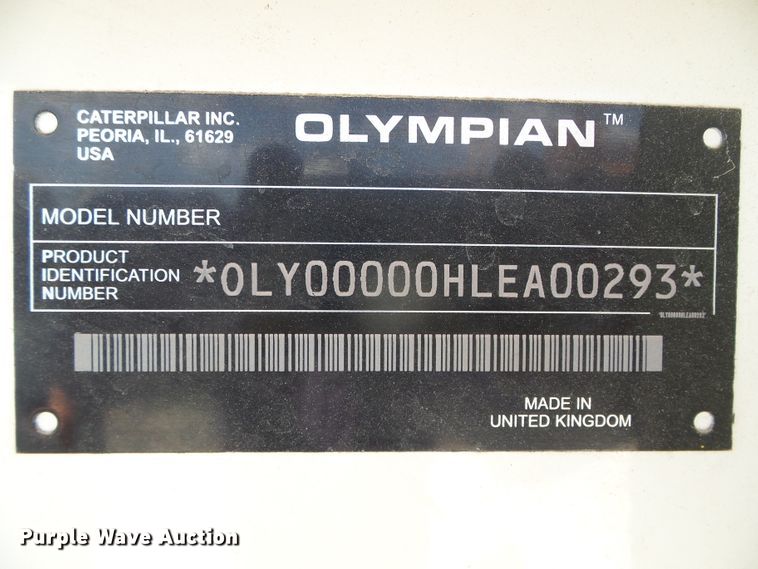 CATERPILLAR INC.
PEORIA, IL., 61629
USA
OLYMPIAN™
MODEL NUMBER
PRODUCT
IDENTIFICATION
NUMBER
*OLY00000HLEA00293*
*OLY00000HLEA00293*
MADE IN
UNITED KINGDOM
Purple Wave Auction